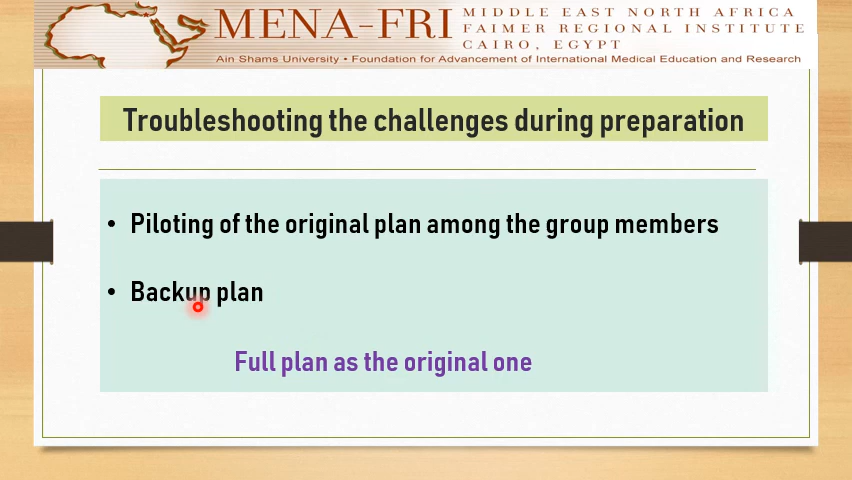 MENA-FRI
MIDDLE EAST NORTH AFRICA
FAIMER REGIONAL INSTITUTE
CAIRO, EGYPT
Ain Shams University • Foundation for Advancement of International Medical Education and Research
Troubleshooting the challenges during preparation
• Piloting of the original plan among the group members
• Backup plan
Full plan as the original one